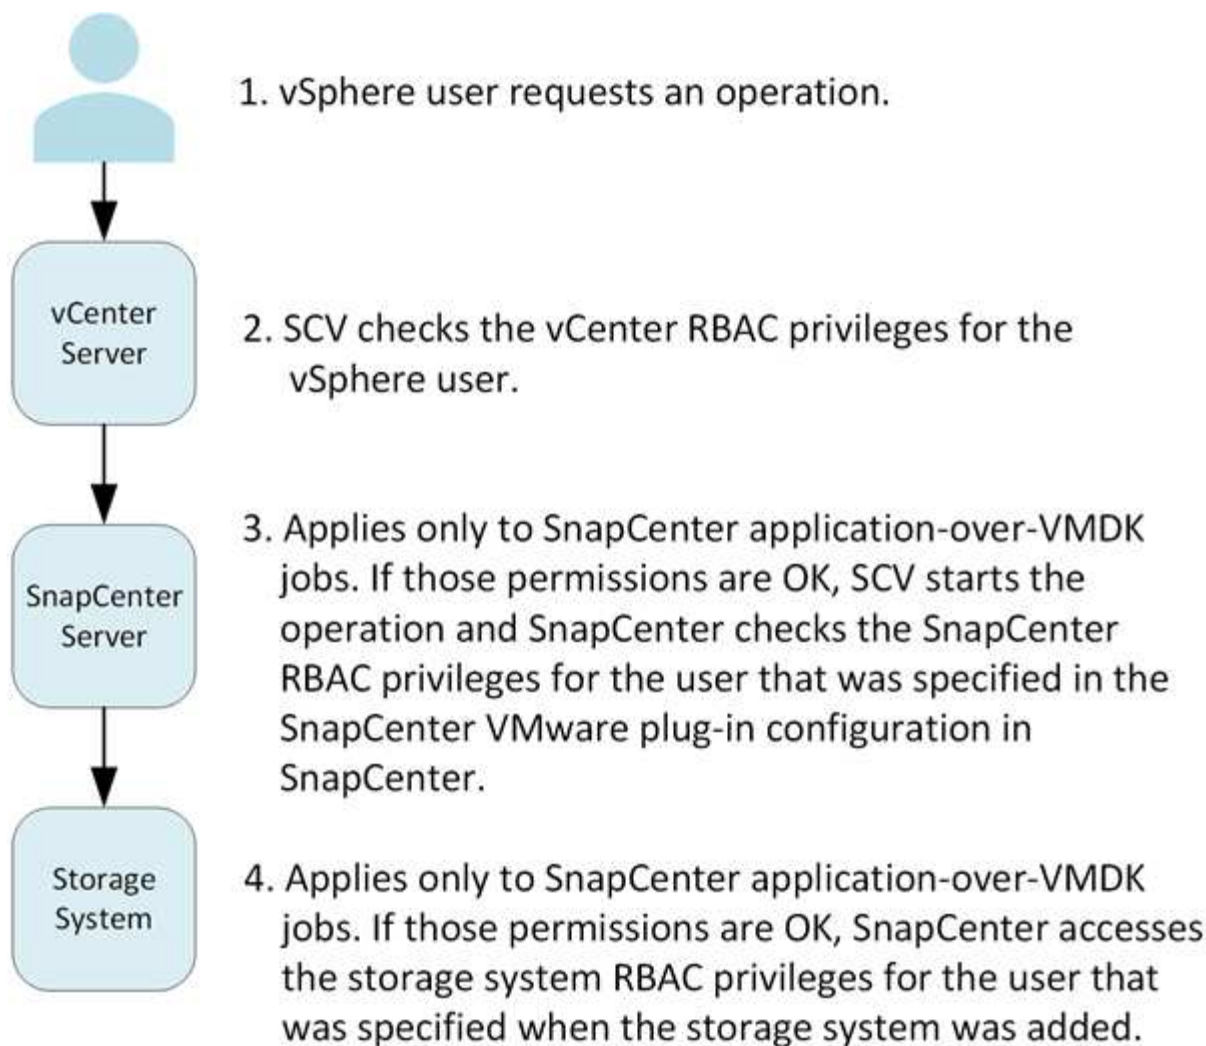 1. vSphere user requests an operation.
vCenter
Server
2. SCV checks the vCenter RBAC privileges for the
vSphere user.
SnapCenter
Server
3. Applies only to SnapCenter application-over-VMDK
jobs. If those permissions are OK, SCV starts the
operation and SnapCenter checks the SnapCenter
RBAC privileges for the user that was specified in the
SnapCenter VMware plug-in configuration in
SnapCenter.
Storage
System
4. Applies only to SnapCenter application-over-VMDK
jobs. If those permissions are OK, SnapCenter accesses
the storage system RBAC privileges for the user that
was specified when the storage system was added.